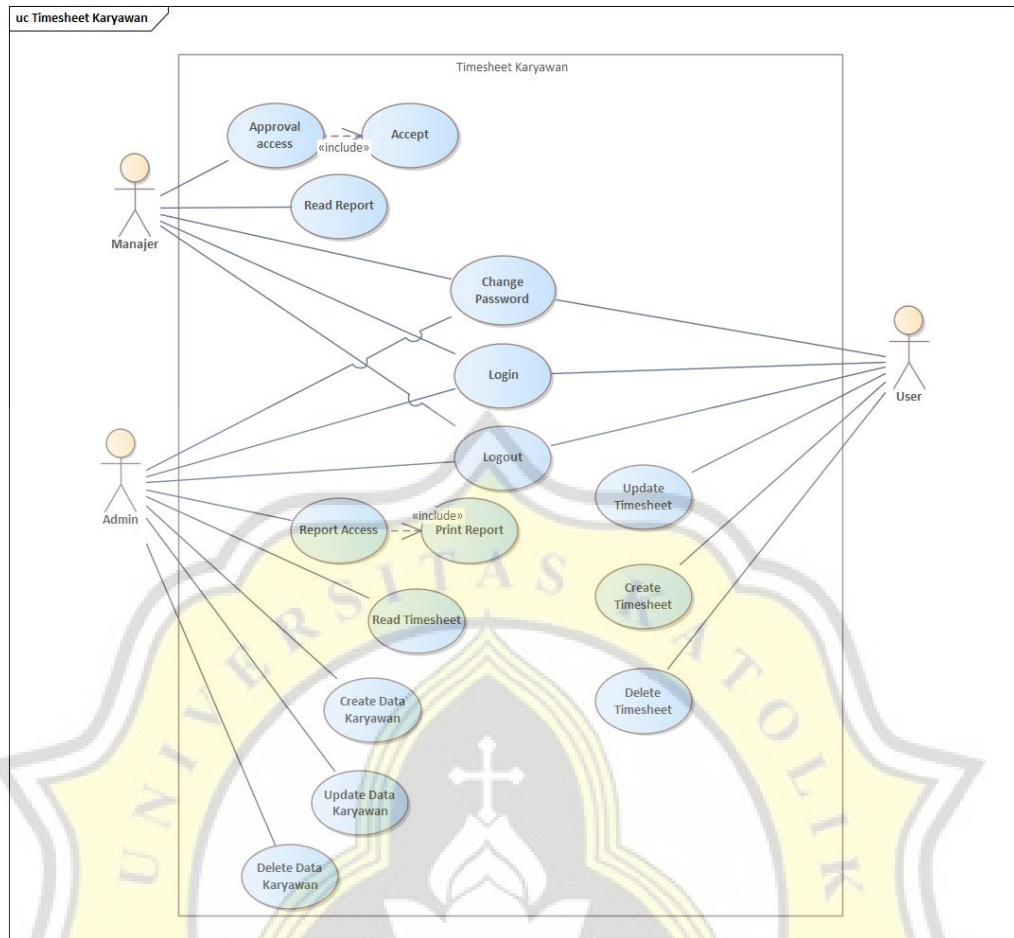 uc Timesheet Karyawan
Timesheet Karyawan
Approval
access
«include»
Accept
Read Report
Manajer
Change
Password
User
Login
Logout
Admin
Update
Timesheet
Report Access
«include»
Print Report
Create
Timesheet
Read Timesheet
Create Data
Karyawan
Delete
Timesheet
Update Data
Karyawan
Delete Data
Karyawan
UNIVERSITAS KATOLIK